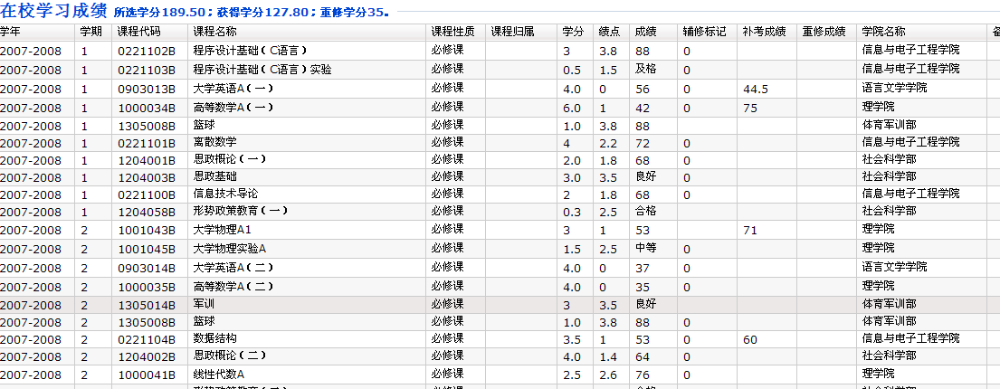 在校学习成绩 所选学分189.50；获得学分127.80；重修学分35。
学年 学期 课程代码 课程名称 课程性质 课程归属 学分 绩点 成绩 辅修标记 补考成绩 重修成绩 学院名称
2007-2008 1 0221102B 程序设计基础（C语言） 必修课 3 3.8 88 0 信息与电子工程学院
2007-2008 1 0221103B 程序设计基础（C语言）实验 必修课 0.5 1.5 及格 0 信息与电子工程学院
2007-2008 1 0903013B 大学英语A（一） 必修课 4.0 0 56 0 44.5 语言文学学院
2007-2008 1 1000034B 高等数学A（一） 必修课 6.0 1 42 0 75 理学院
2007-2008 1 1305008B 篮球 必修课 1.0 3.8 88 体育军训部
2007-2008 1 0221101B 离散数学 必修课 4 2.2 72 0 信息与电子工程学院
2007-2008 1 1204001B 思政概论（一） 必修课 2.0 1.8 68 0 社会科学部
2007-2008 1 1204003B 思政基础 必修课 3.0 3.5 良好 0 社会科学部
2007-2008 1 0221100B 信息技术导论 必修课 2 1.8 68 0 信息与电子工程学院
2007-2008 1 1204058B 形势政策教育（一） 必修课 0.3 2.5 合格 社会科学部
2007-2008 2 1001043B 大学物理A1 必修课 3 1 53 71 理学院
2007-2008 2 1001045B 大学物理实验A 必修课 1.5 2.5 中等 0 理学院
2007-2008 2 0903014B 大学英语A（二） 必修课 4.0 0 37 0 语言文学学院
2007-2008 2 1000035B 高等数学A（二） 必修课 4.0 0 35 0 理学院
2007-2008 2 1305014B 军训 必修课 3 3.5 良好 体育军训部
2007-2008 2 1305008B 篮球 必修课 1.0 3.8 88 0 体育军训部
2007-2008 2 0221104B 数据结构 必修课 3.5 1 53 0 60 信息与电子工程学院
2007-2008 2 1204002B 思政概论（二） 必修课 4.0 1.4 64 0 社会科学部
2007-2008 2 1000041B 线性代数A 必修课 2.5 2.6 76 0 理学院